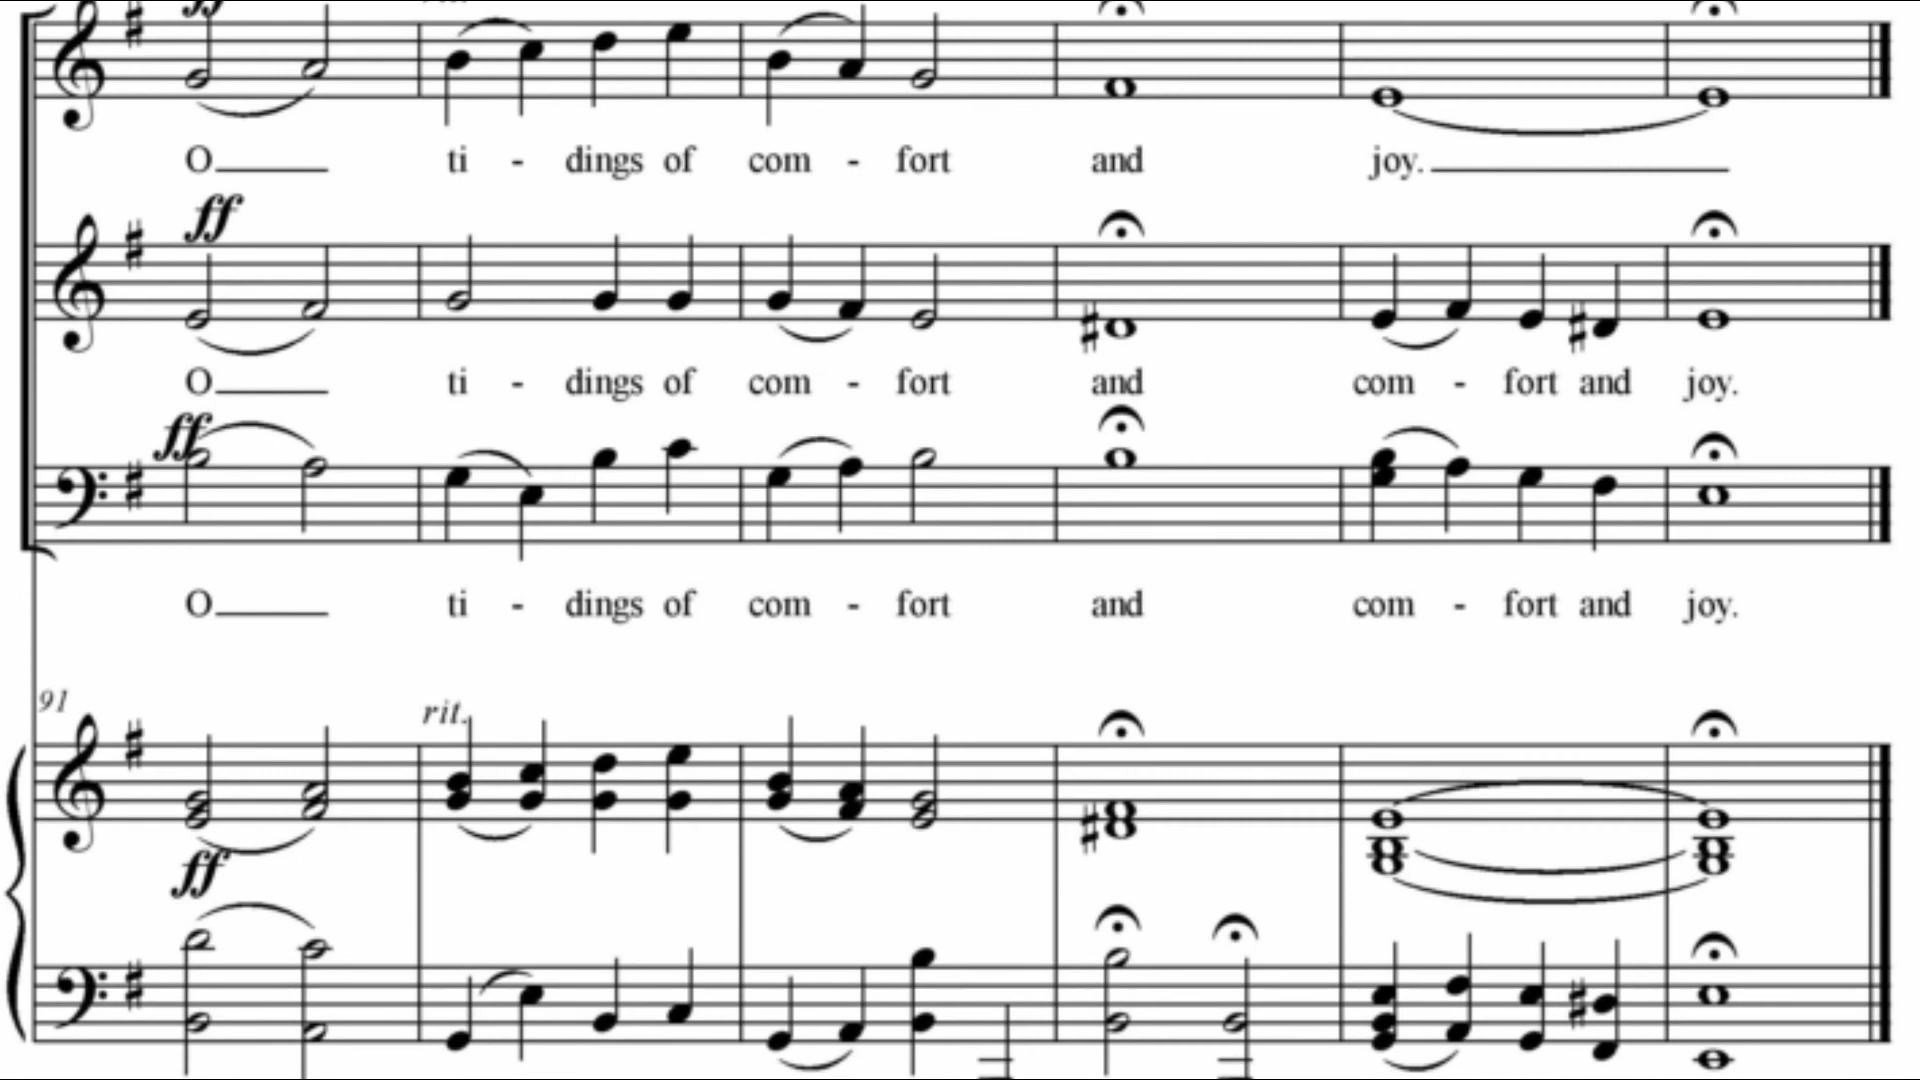 O ti - dings of com - fort and joy.
ff
O ti - dings of com - fort and com - fort and joy.
ff
O ti - dings of com - fort and com - fort and joy.
91 rit.
ff